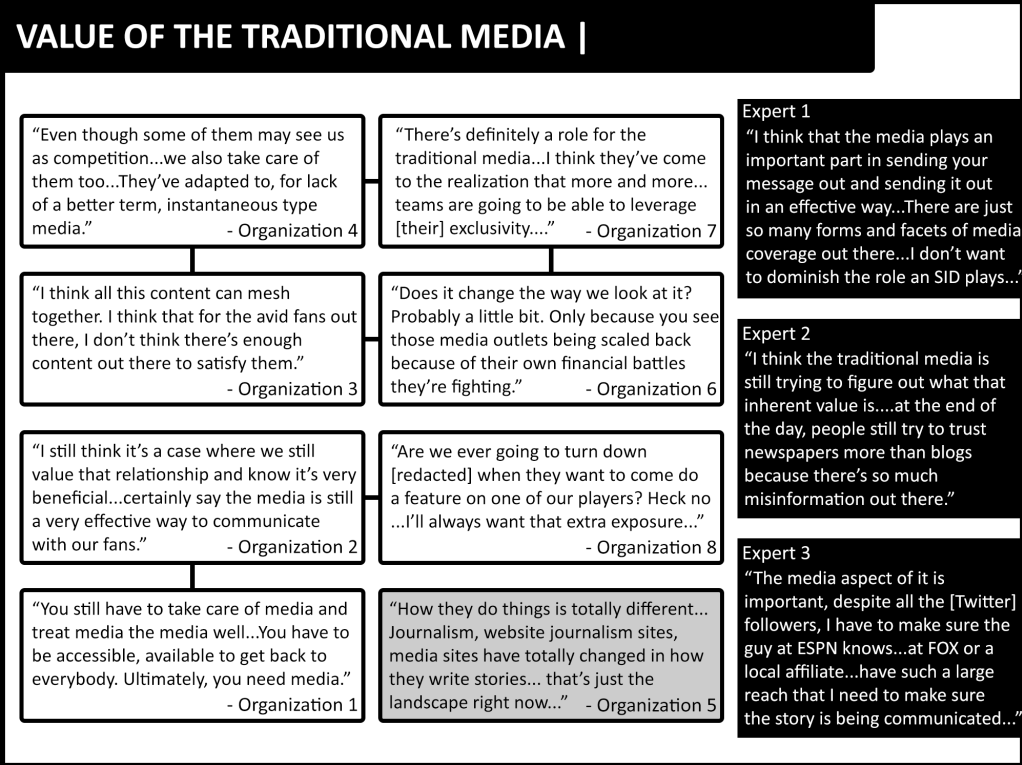 VALUE OF THE TRADITIONAL MEDIA |
“Even though some of them may see us
as competition...we also take care of
them too...They’ve adapted to, for lack
of a better term, instantaneous type
media.”
- Organization 4
“There’s definitely a role for the
traditional media...I think they’ve come
to the realization that more and more...
teams are going to be able to leverage
[their] exclusivity....”
- Organization 7
“I think all this content can mesh
together. I think that for the avid fans out
there, I don’t think there’s enough
content out there to satisfy them.”
- Organization 3
“Does it change the way we look at it?
Probably a little bit. Only because you see
those media outlets being scaled back
because of their own financial battles
they’re fighting.”
- Organization 6
“I still think it’s a case where we still
value that relationship and know it’s very
beneficial...certainly say the media is still
a very effective way to communicate
with our fans.”
- Organization 2
“Are we ever going to turn down
[redacted] when they want to come do
a feature on one of our players? Heck no
...I’ll always want that extra exposure...”
- Organization 8
“You still have to take care of media and
treat media the media well...You have to
be accessible, available to get back to
everybody. Ultimately, you need media.”
- Organization 1
“How they do things is totally different...
Journalism, website journalism sites,
media sites have totally changed in how
they write stories... that’s just the
landscape right now...”
- Organization 5
Expert 1
“I think that the media plays an
important part in sending your
message out and sending it out
in an effective way...There are just
so many forms and facets of media
coverage out there...I don’t want
to dominish the role an SID plays...”
Expert 2
“I think the traditional media is
still trying to figure out what that
inherent value is....at the end of
the day, people still try to trust
newspapers more than blogs
because there’s so much
misinformation out there.”
Expert 3
“The media aspect of it is
important, despite all the [Twitter]
followers, I have to make sure the
guy at ESPN knows...at FOX or a
local affiliate...have such a large
reach that I need to make sure
the story is being communicated...”